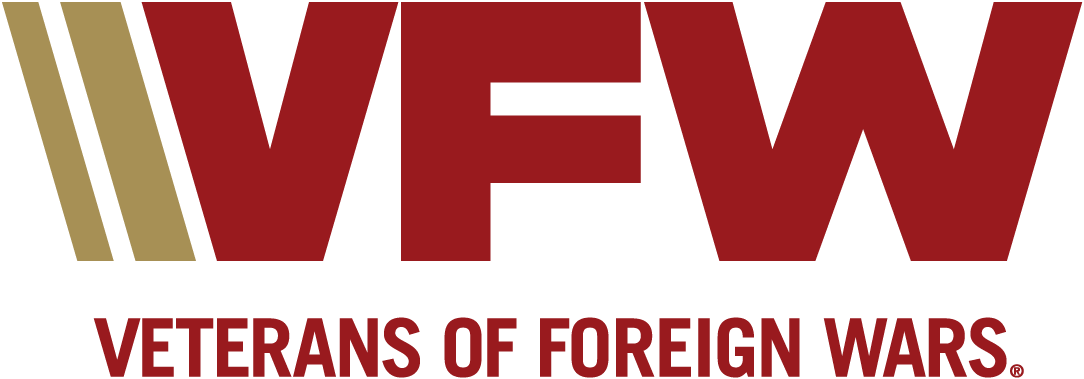 VFW
VETERANS OF FOREIGN WARS.®